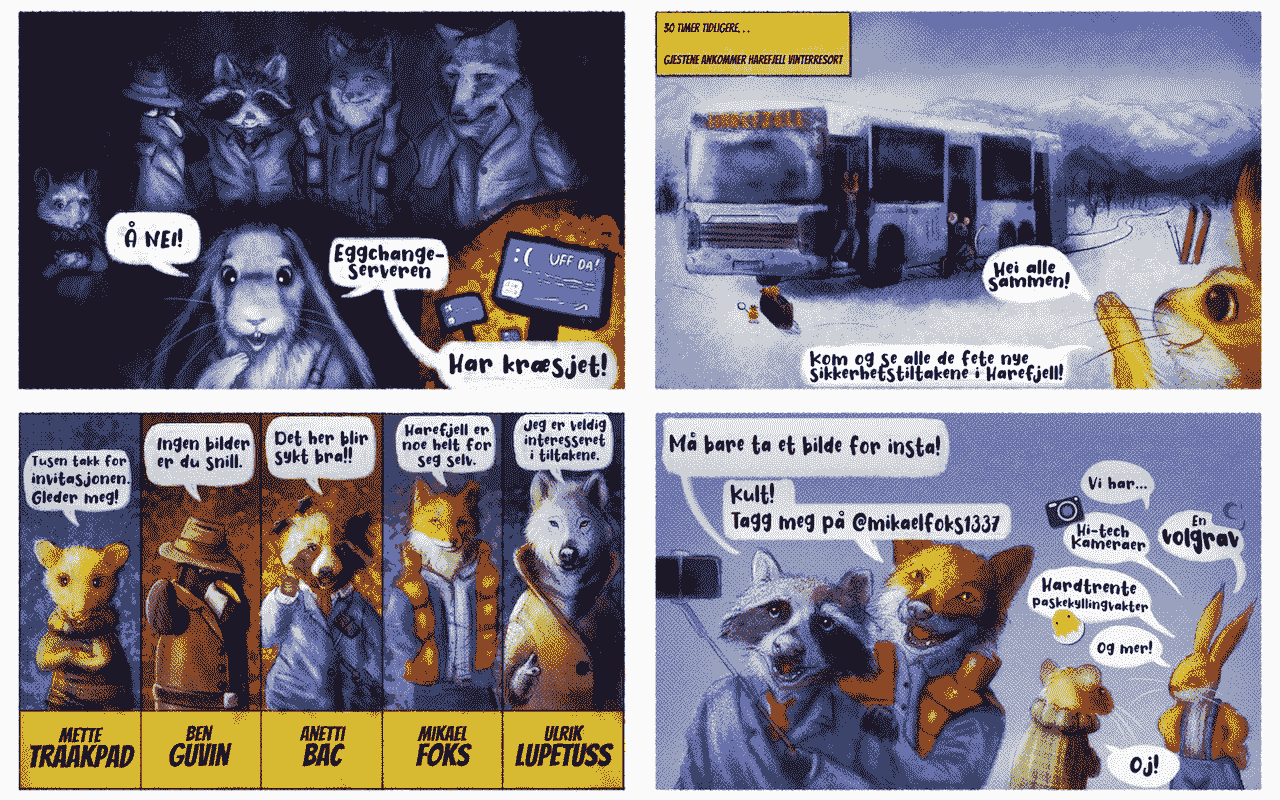 Å NEI!
Eggchange-
serveren
Har kræsjet!
:( UFF DA!
30 TIMER TIDLIGERE...
GJESTENE ANKOMMER HAREFJELL VINTERRESORT
Hei alle
sammen!
Kom og se alle de fete nye
sikkerhetstiltakene i Harefjell!
Tusen takk for
invitasjonen.
Gleder meg!
Ingen bilder
er du snill.
Det her blir
sykt bra!!
Harefjell er
noe helt for
seg selv.
Jeg er veldig
interesseret
i tiltakene.
METTE
TRAAKPAD
BEN
GUVIN
ANETTI
BAC
MIKAEL
FOKS
ULRIK
LUPETUSS
Må bare ta et bilde for insta!
Kult!
Tagg meg på @mikaelfoks1337
Vi har...
Hi-tech
Kameraer
En
volgrav
Hardtrente
påskekyllingvakter
Og mer!
Oj!